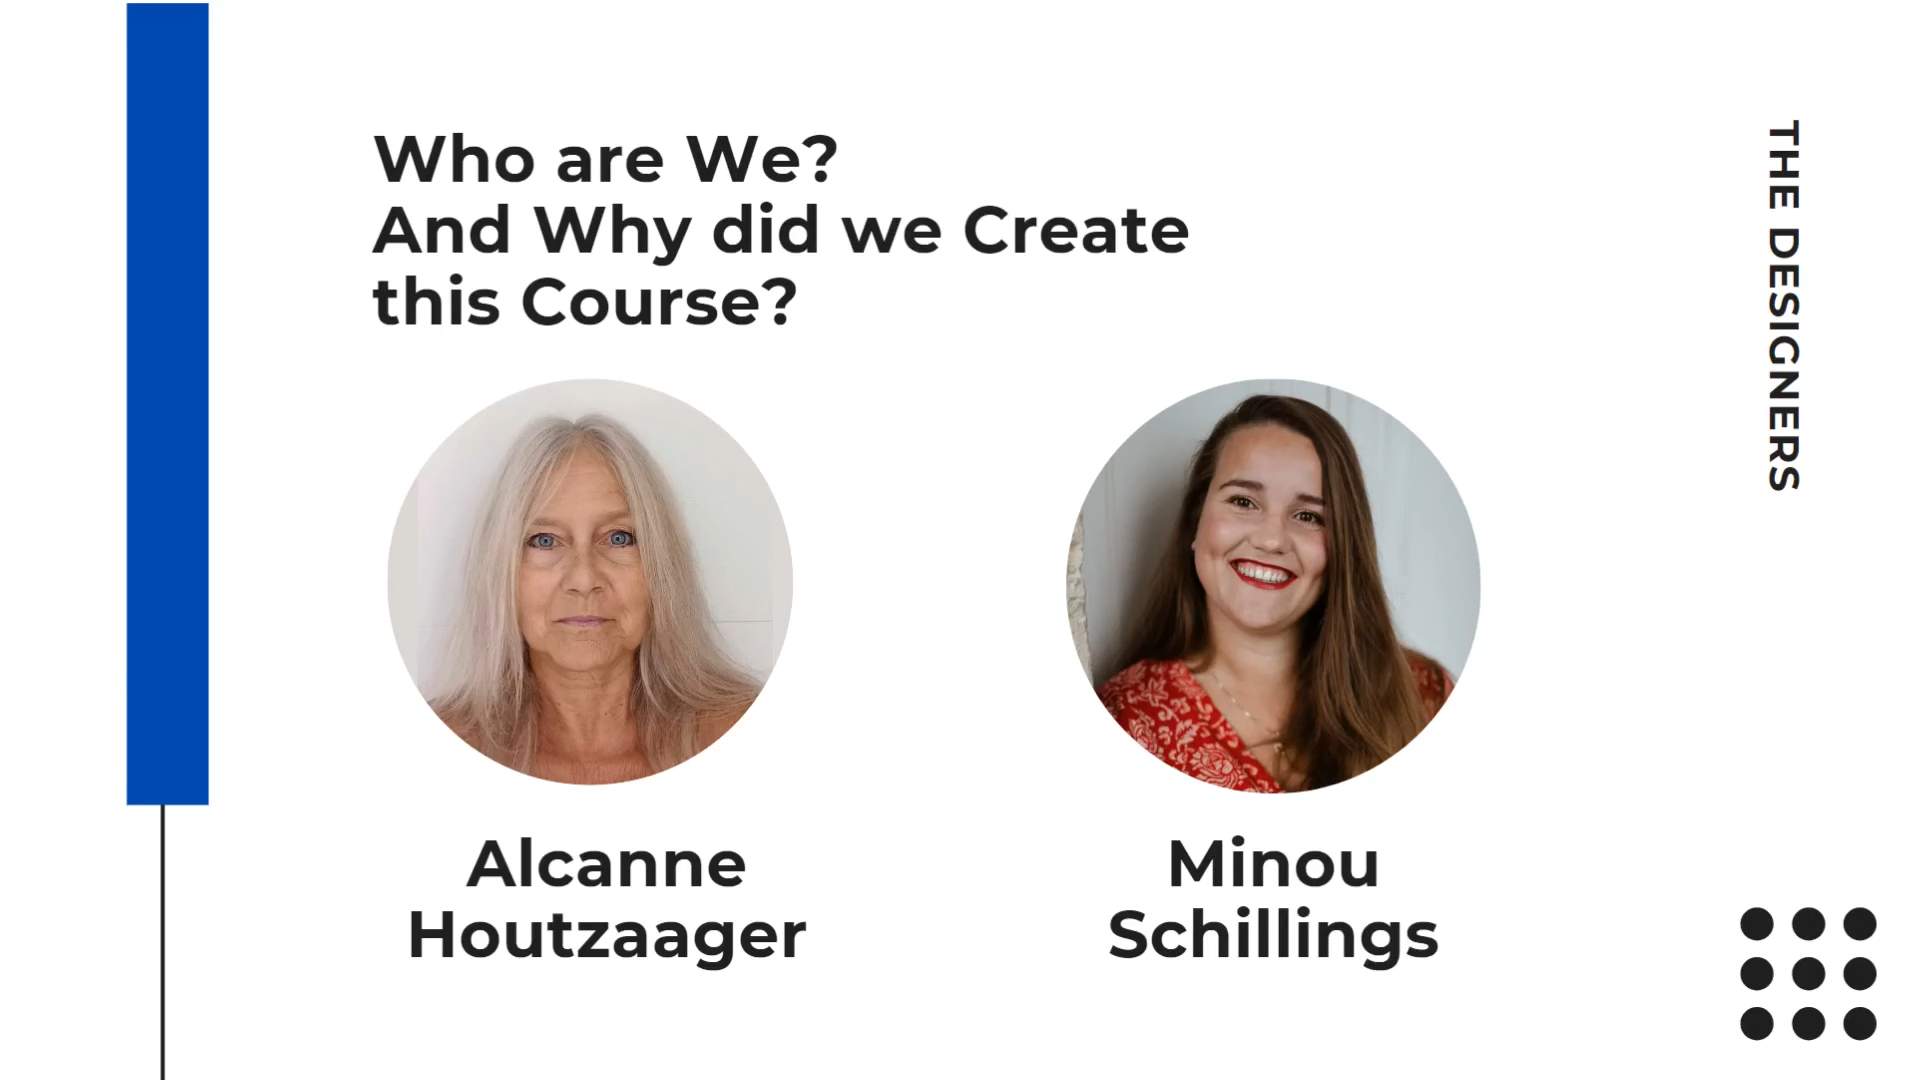 Who are We?
And Why did we Create
this Course?
THE DESIGNERS
Alcanne
Houtzaager
Minou
Schillings